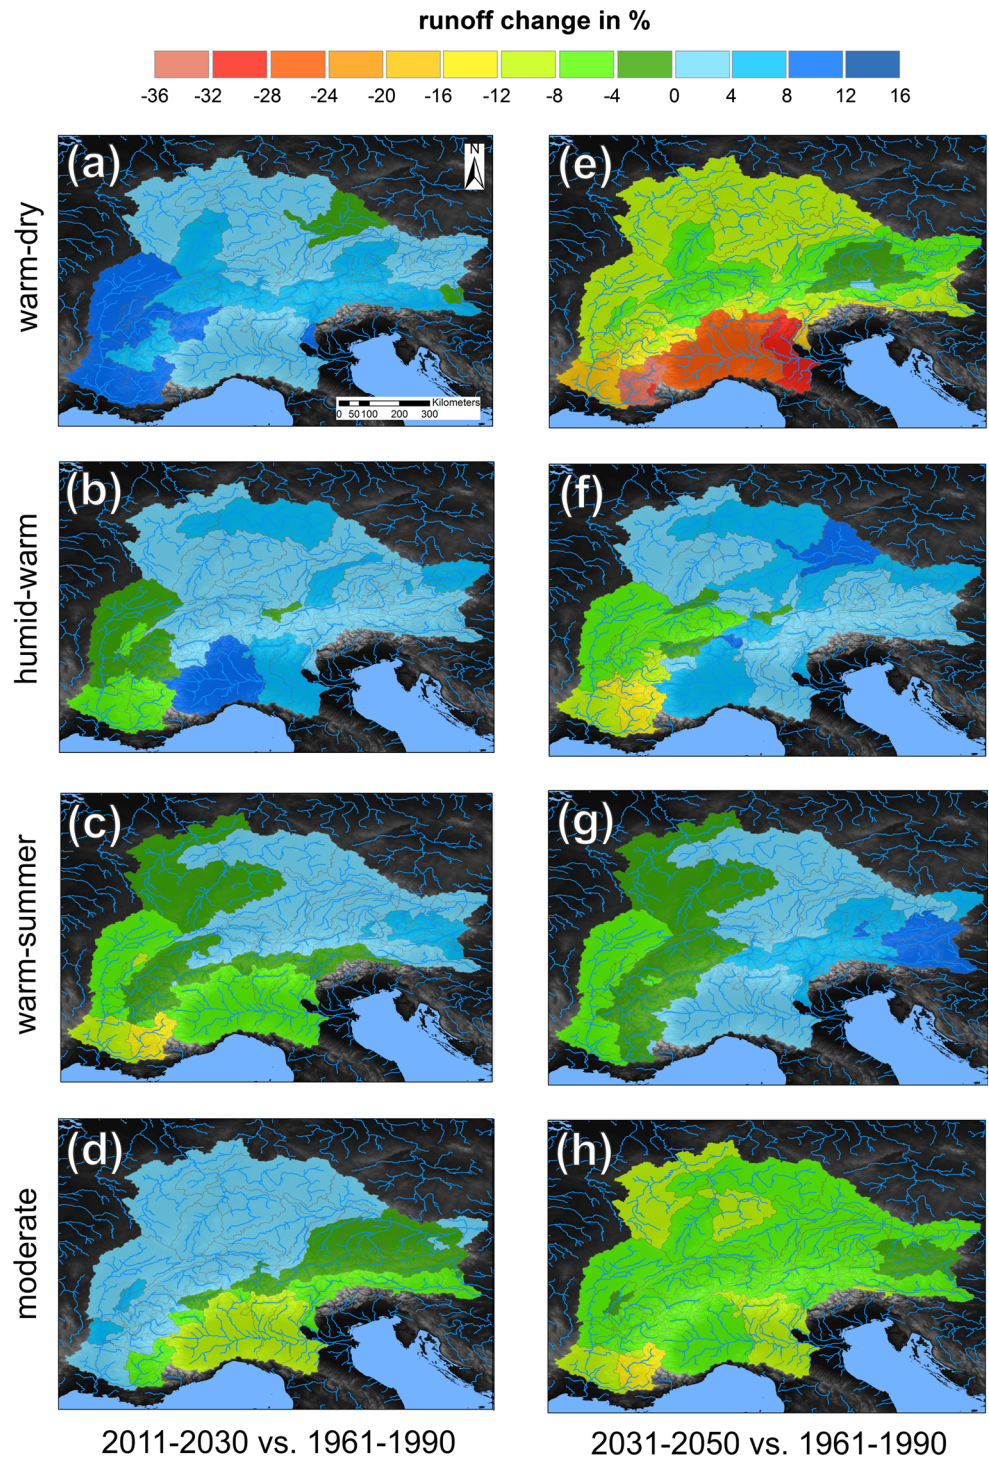 runoff change in %
-36 -32 -28 -24 -20 -16 -12 -8 -4 0 4 8 12 16
warm-dry
(a)
N
Kilometers
0 50 100 200 300
(e)
humid-warm
(b)
(f)
warm-summer
(c)
(g)
moderate
(d)
(h)
2011-2030 vs. 1961-1990
2031-2050 vs. 1961-1990